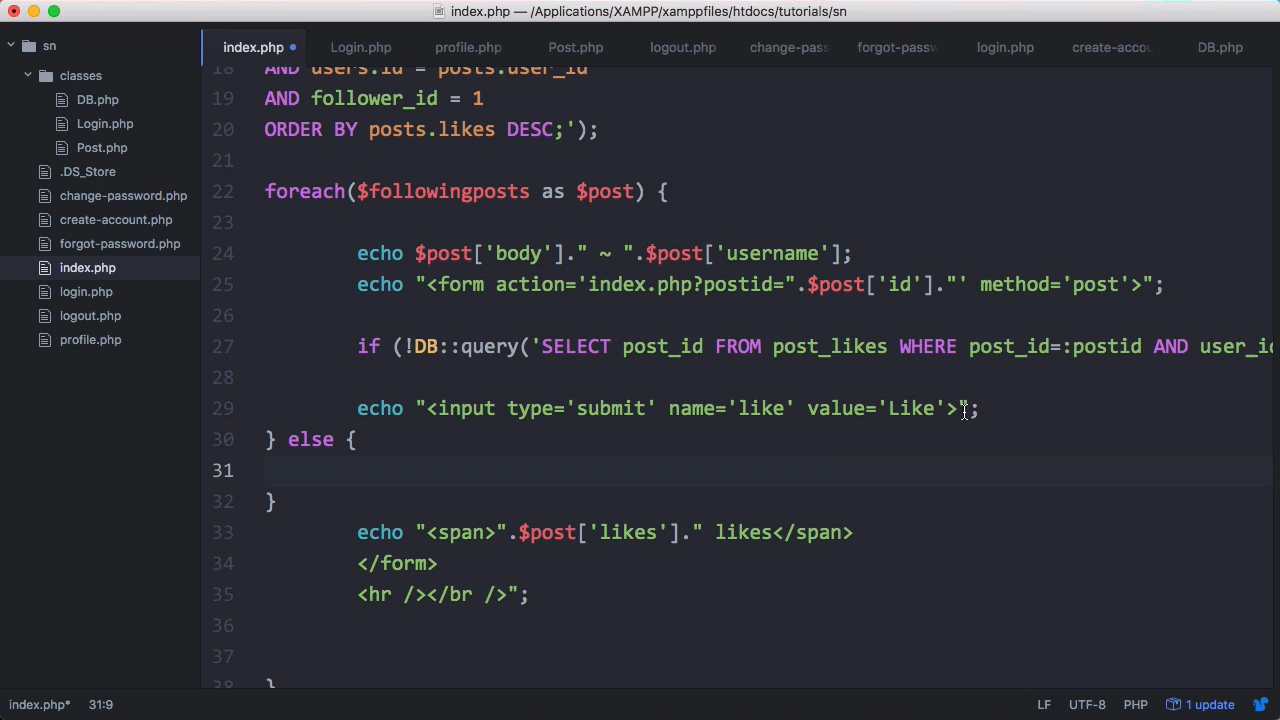 index.php — /Applications/XAMPP/xamppfiles/htdocs/tutorials/sn
sn
classes
DB.php
Login.php
Post.php
.DS_Store
change-password.php
create-account.php
forgot-password.php
index.php
login.php
logout.php
profile.php
index.php Login.php profile.php Post.php logout.php change-pass forgot-passw login.php create-accou DB.php
18 AND users.id = posts.user_id
19 AND follower_id = 1
20 ORDER BY posts.likes DESC;');
21
22 foreach($followingposts as $post) {
23
24 echo $post['body']." ~ ".$post['username'];
25 echo "<form action='index.php?postid=".$post['id']."' method='post'>";
26
27 if (!DB::query('SELECT post_id FROM post_likes WHERE post_id=:postid AND user_id
28
29 echo "<input type='submit' name='like' value='Like'>";
30 } else {
31
32 }
33 echo "<span>".$post['likes']." likes</span>
34 </form>
35 <hr /></br />";
36
37
38 }
index.php* 31:9 LF UTF-8 PHP 1 update